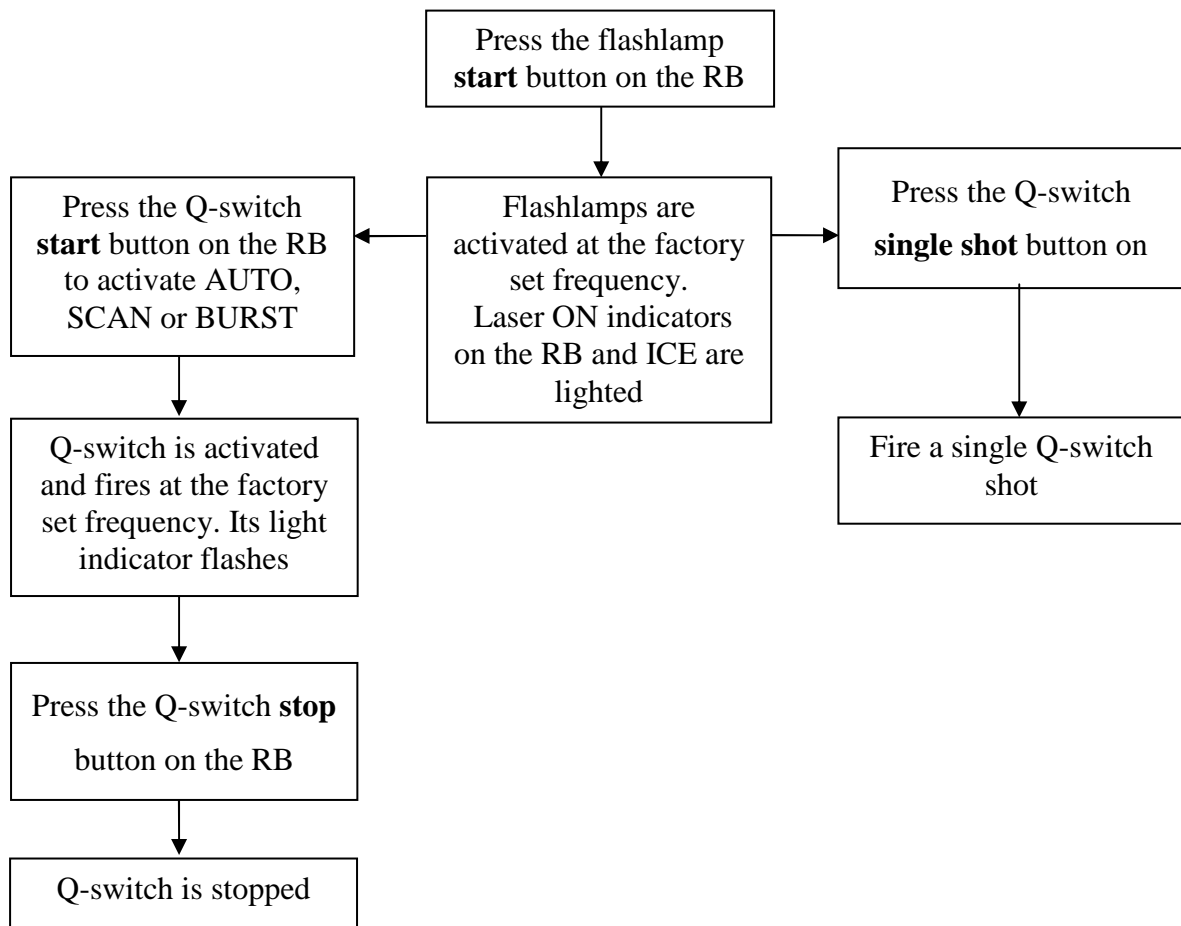 Press the flashlamp
start button on the RB
Flashlamps are
activated at the factory
set frequency.
Laser ON indicators
on the RB and ICE are
lighted
Press the Q-switch
start button on the RB
to activate AUTO,
SCAN or BURST
Q-switch is activated
and fires at the factory
set frequency. Its light
indicator flashes
Press the Q-switch stop
button on the RB
Q-switch is stopped
Press the Q-switch
single shot button on
Fire a single Q-switch
shot